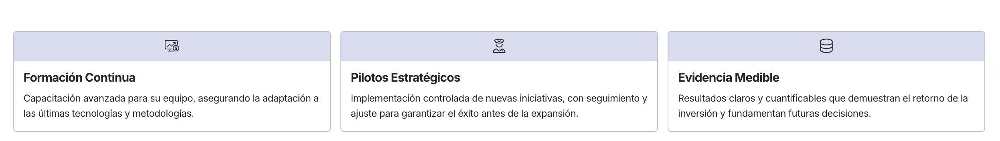 Formación Continua
Capacitación avanzada para su equipo, asegurando la adaptación a
las últimas tecnologías y metodologías.
Pilotos Estratégicos
Implementación controlada de nuevas iniciativas, con seguimiento y
ajuste para garantizar el éxito antes de la expansión.
Evidencia Medible
Resultados claros y cuantificables que demuestran el retorno de la
inversión y fundamentan futuras decisiones.